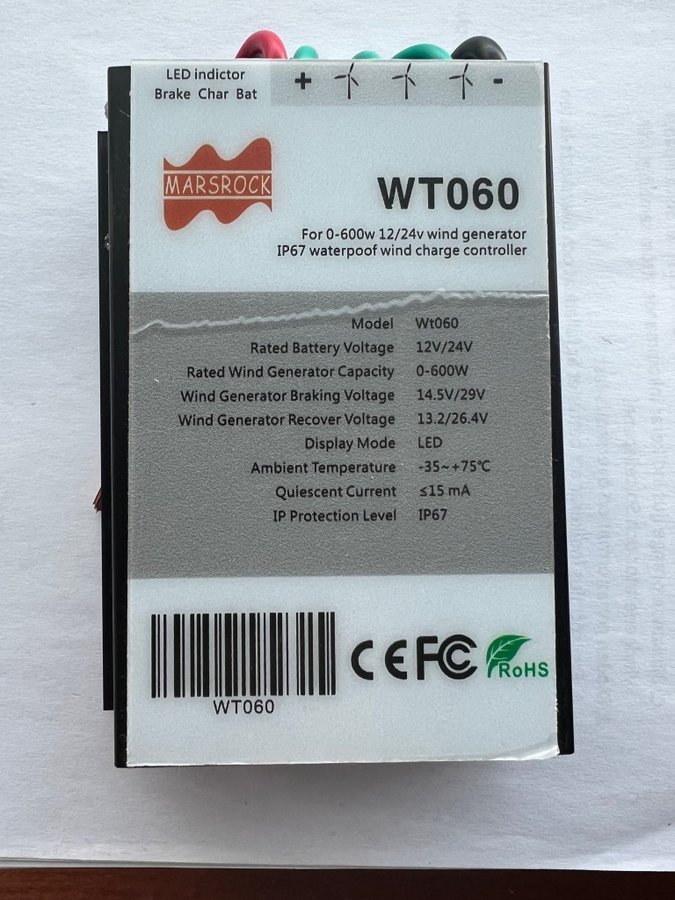 LED indictor
Brake Char Bat
+ -
MARSROCK
WT060
For 0-600w 12/24v wind generator
IP67 waterpoof wind charge controller
Model Wt060
Rated Battery Voltage 12V/24V
Rated Wind Generator Capacity 0-600W
Wind Generator Braking Voltage 14.5V/29V
Wind Generator Recover Voltage 13.2/26.4V
Display Mode LED
Ambient Temperature -35~+75℃
Quiescent Current ≤15 mA
IP Protection Level IP67
CE FC RoHS
WT060